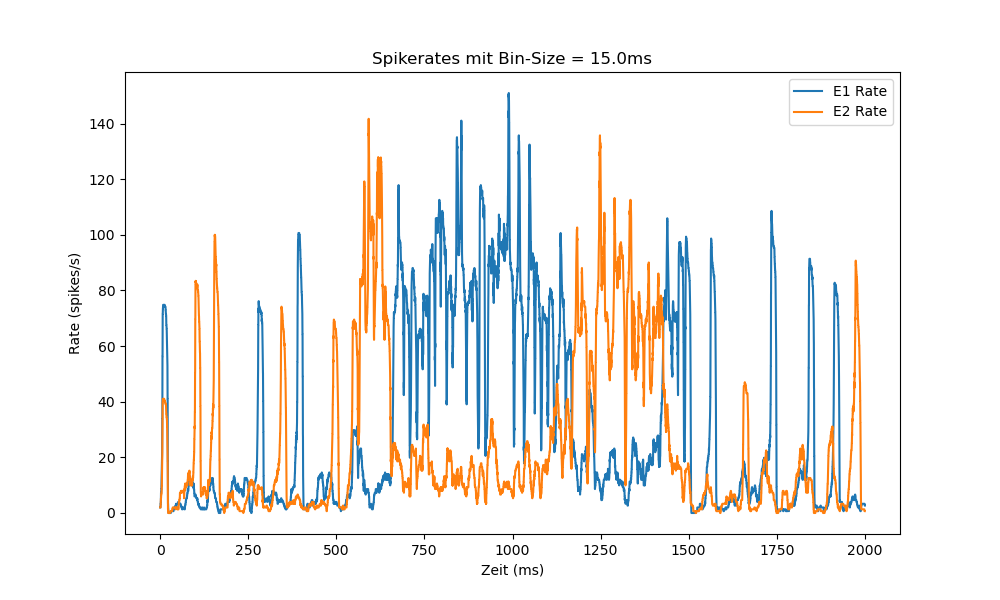 Spikerates mit Bin-Size = 15.0ms
E1 Rate
E2 Rate
Rate (spikes/s)
140
120
100
80
60
40
20
0
0 250 500 750 1000 1250 1500 1750 2000
Zeit (ms)